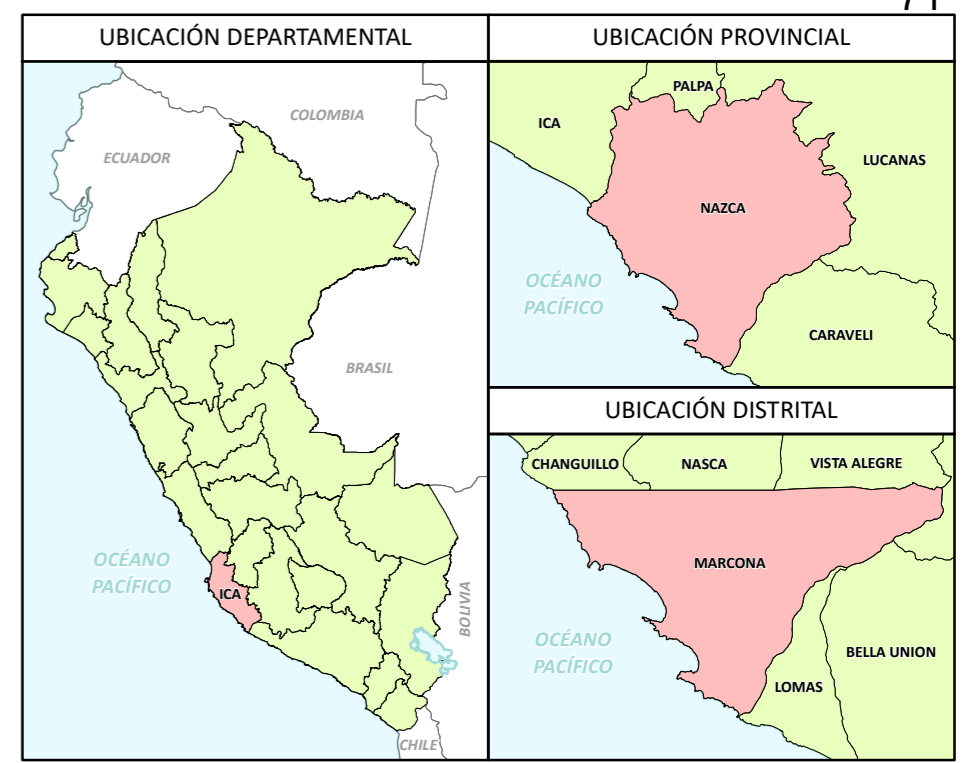 71
UBICACIÓN DEPARTAMENTAL
COLOMBIA
ECUADOR
BRASIL
OCÉANO
PACÍFICO
ICA
BOLIVIA
CHILE
UBICACIÓN PROVINCIAL
PALPA
ICA
LUCANAS
NAZCA
OCÉANO
PACÍFICO
CARAVELI
UBICACIÓN DISTRITAL
CHANGUILLO
NASCA
VISTA ALEGRE
MARCONA
OCÉANO
PACÍFICO
BELLA UNION
LOMAS